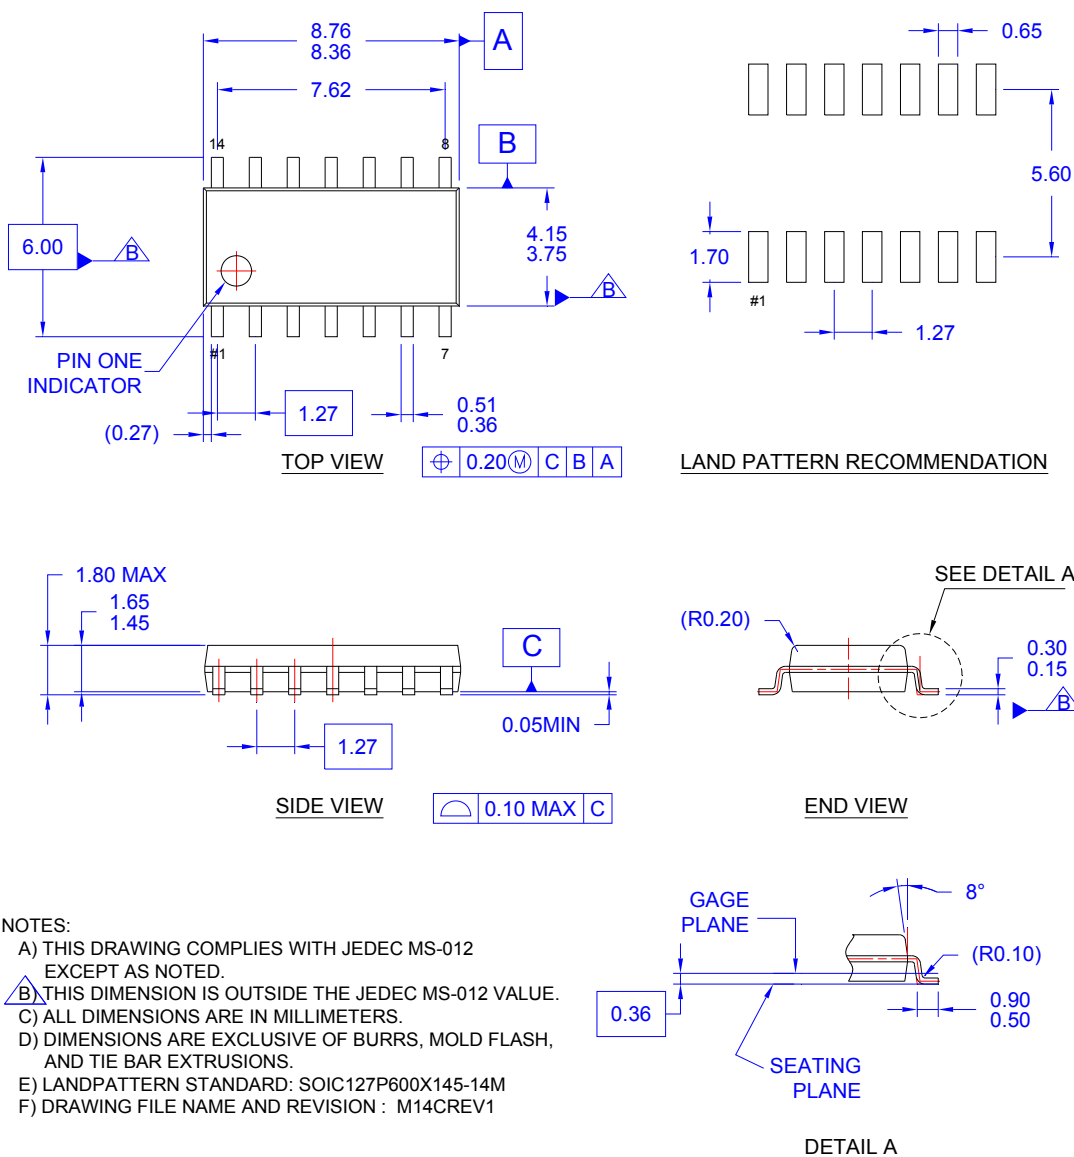 8.76
8.36
A
7.62
14
8
B
6.00
B
4.15
3.75
B
#1
7
PIN ONE
INDICATOR
(0.27)
1.27
0.51
0.36
TOP VIEW
0.20Ⓜ C B A
0.65
5.60
1.70
#1
1.27
LAND PATTERN RECOMMENDATION
1.80 MAX
1.65
1.45
C
0.05MIN
1.27
SIDE VIEW
0.10 MAX C
SEE DETAIL A
(R0.20)
0.30
0.15
B
END VIEW
NOTES:
A) THIS DRAWING COMPLIES WITH JEDEC MS-012
EXCEPT AS NOTED.
B) THIS DIMENSION IS OUTSIDE THE JEDEC MS-012 VALUE.
C) ALL DIMENSIONS ARE IN MILLIMETERS.
D) DIMENSIONS ARE EXCLUSIVE OF BURRS, MOLD FLASH,
AND TIE BAR EXTRUSIONS.
E) LANDPATTERN STANDARD: SOIC127P600X145-14M
F) DRAWING FILE NAME AND REVISION : M14CREV1
8°
GAGE
PLANE
(R0.10)
0.36
0.90
0.50
SEATING
PLANE
DETAIL A